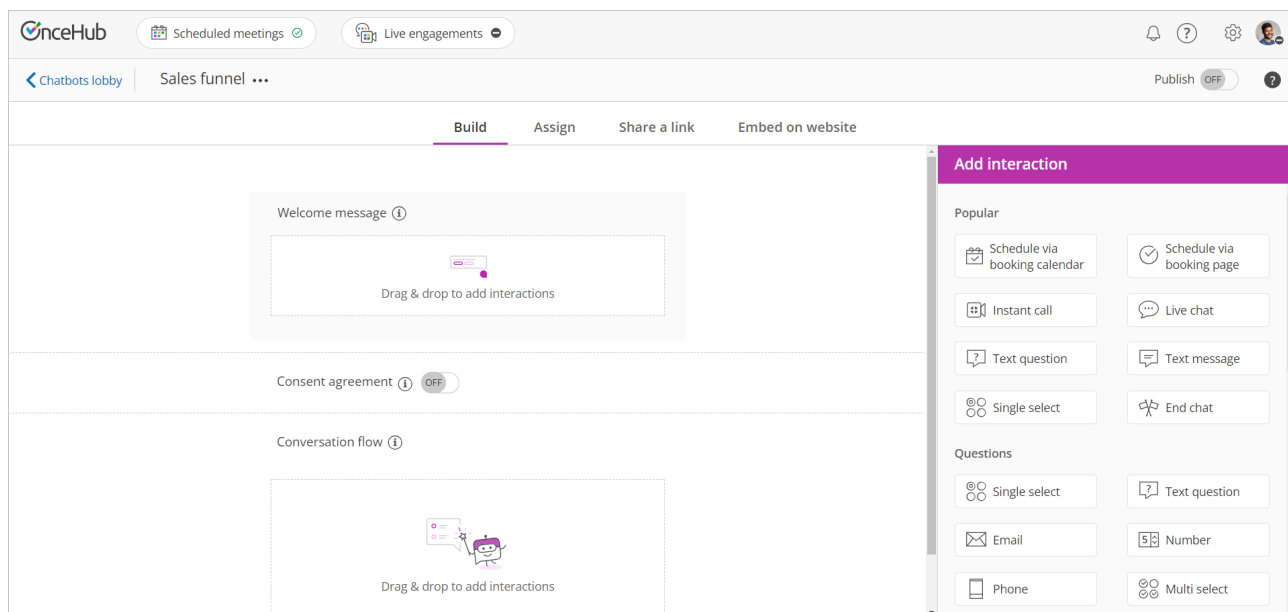 OnceHub
Scheduled meetings
Live engagements
?
Chatbots lobby
Sales funnel
Publish OFF
?
Build
Assign
Share a link
Embed on website
Add interaction
Welcome message
Drag & drop to add interactions
Consent agreement OFF
Conversation flow
Drag & drop to add interactions
Popular
Schedule via
booking calendar
Schedule via
booking page
Instant call
Live chat
? Text question
Text message
Single select
End chat
Questions
Single select
? Text question
Email
5 Number
Phone
Multi select